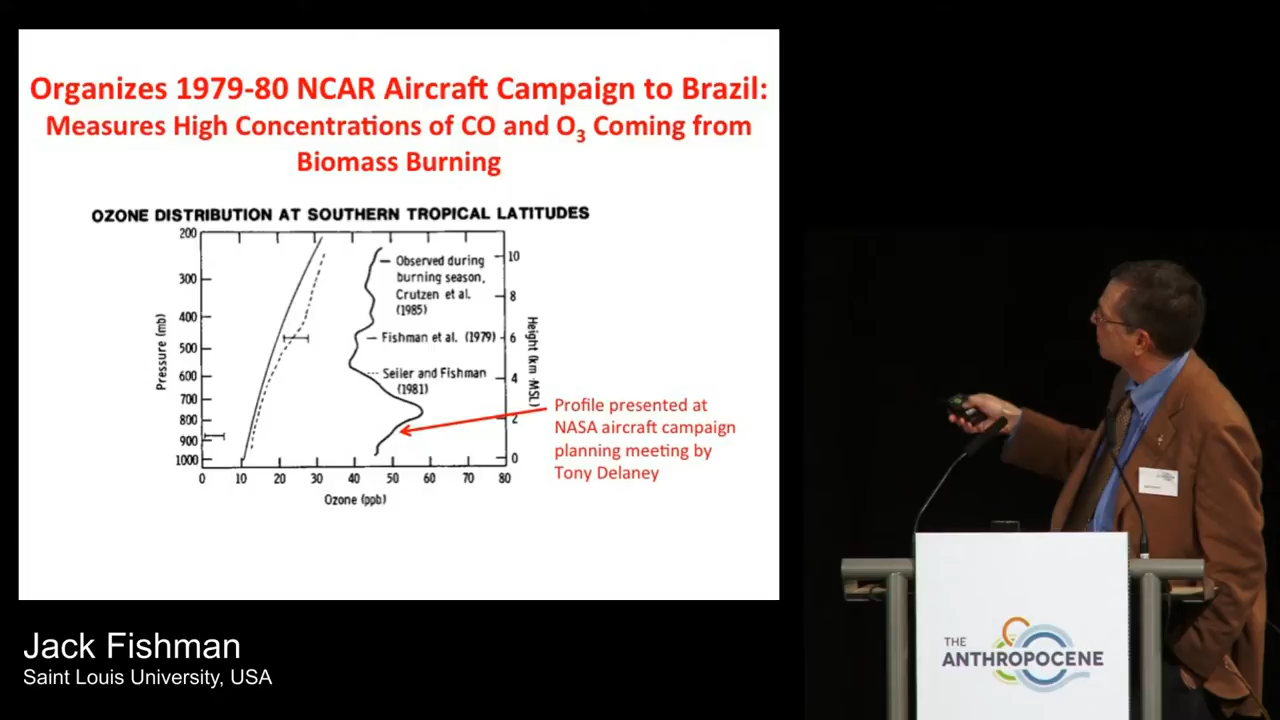 Organizes 1979-80 NCAR Aircraft Campaign to Brazil:
Measures High Concentrations of CO and O3 Coming from
Biomass Burning
OZONE DISTRIBUTION AT SOUTHERN TROPICAL LATITUDES
200
300
400
500
600
700
800
900
1000
Pressure (mb)
0 10 20 30 40 50 60 70 80
Ozone (ppb)
10
8
6
4
2
0
Height (km-MSL)
Observed during
burning season,
Crutzen et al.
(1985)
Fishman et al. (1979)
Seiler and Fishman
(1981)
Profile presented at
NASA aircraft campaign
planning meeting by
Tony Delaney
THE
ANTHROPOCENE
Jack Fishman
Saint Louis University, USA